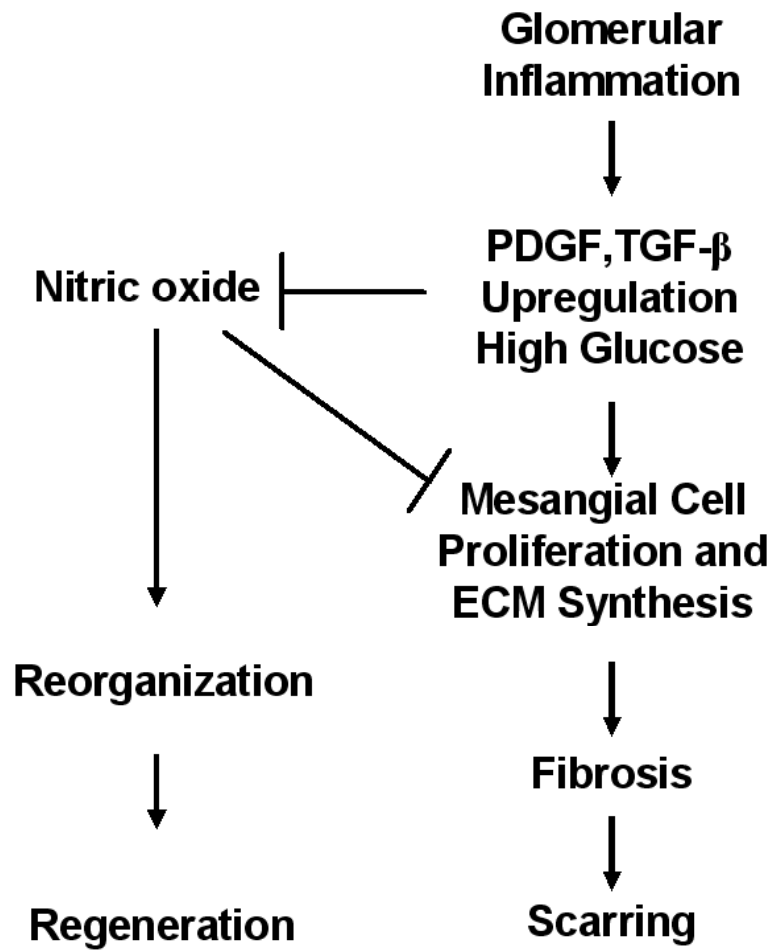 Glomerular
Inflammation
PDGF,TGF-β
Upregulation
High Glucose
Nitric oxide
Mesangial Cell
Proliferation and
ECM Synthesis
Reorganization
Fibrosis
Regeneration
Scarring